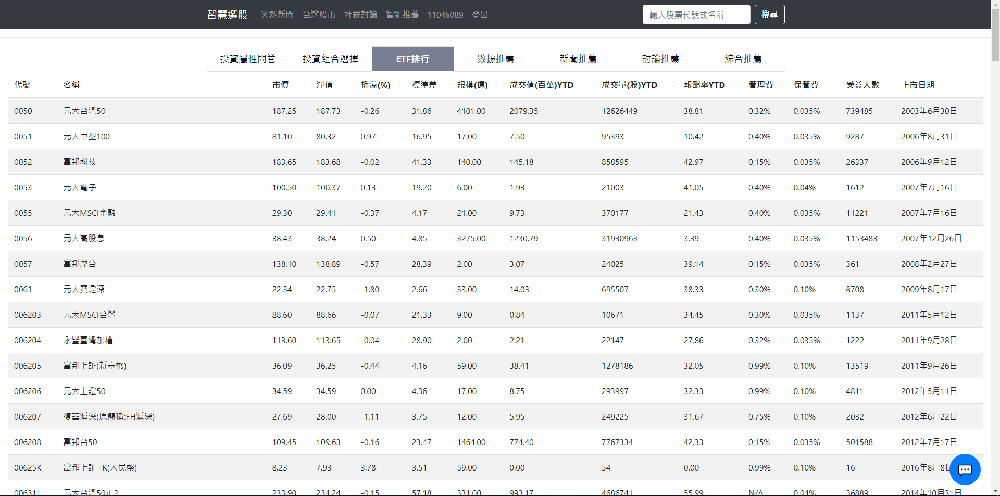 智慧選股 火熱新聞 台灣股市 社群討論 智能推薦 11046089 登出 輸入股票代號或名稱 搜尋
投資屬性問卷 投資組合選擇 ETF排行 數據推薦 新聞推薦 討論推薦 綜合推薦
代號 名稱 市價 淨值 折溢(%) 標準差 規模(億) 成交值(百萬)YTD 成交量(股)YTD 報酬率YTD 管理費 保管費 受益人數 上市日期
0050 元大台灣50 187.25 187.73 -0.26 31.86 4101.00 2079.35 12626449 38.81 0.32% 0.035% 739485 2003年6月30日
0051 元大中型100 81.10 80.32 0.97 16.95 17.00 7.50 95393 10.42 0.40% 0.035% 9287 2006年8月31日
0052 富邦科技 183.65 183.68 -0.02 41.33 140.00 145.18 858595 42.97 0.15% 0.035% 26337 2006年9月12日
0053 元大電子 100.50 100.37 0.13 19.20 6.00 1.93 21003 41.05 0.40% 0.04% 1612 2007年7月16日
0055 元大MSCI金融 29.30 29.41 -0.37 4.17 21.00 9.73 370177 21.43 0.40% 0.035% 11221 2007年7月16日
0056 元大高股息 38.43 38.24 0.50 4.85 3275.00 1230.79 31930963 3.39 0.40% 0.035% 1153483 2007年12月26日
0057 富邦摩台 138.10 138.89 -0.57 28.39 2.00 3.07 24025 39.14 0.15% 0.035% 361 2008年2月27日
0061 元大寶滬深 22.34 22.75 -1.80 2.66 33.00 14.03 695507 38.33 0.30% 0.10% 8708 2009年8月17日
006203 元大MSCI台灣 88.60 88.66 -0.07 21.33 9.00 0.84 10671 34.45 0.30% 0.035% 1137 2011年5月12日
006204 永豐臺灣加權 113.60 113.65 -0.04 28.90 2.00 2.21 22147 27.86 0.32% 0.035% 1222 2011年9月28日
006205 富邦上証(新臺幣) 36.09 36.25 -0.44 4.16 59.00 38.41 1278186 32.05 0.99% 0.10% 13519 2011年9月26日
006206 元大上證50 34.59 34.59 0.00 4.36 17.00 8.75 293997 32.33 0.99% 0.10% 4811 2012年5月11日
006207 復華滬深(原簡稱:FH滬深) 27.69 28.00 -1.11 3.75 12.00 5.95 249225 31.67 0.75% 0.10% 2032 2012年6月22日
006208 富邦台50 109.45 109.63 -0.16 23.47 1464.00 774.40 7767334 42.33 0.15% 0.035% 501588 2012年7月17日
00625K 富邦上証+R(人民幣) 8.23 7.93 3.78 3.51 59.00 0.00 54 0.00 0.99% 0.10% 16 2016年8月8日
00631L 元大台灣50正2 233.90 234.24 -0.15 57.18 331.00 993.17 4686741 55.99 N/A 0.04% 36889 2014年10月31日